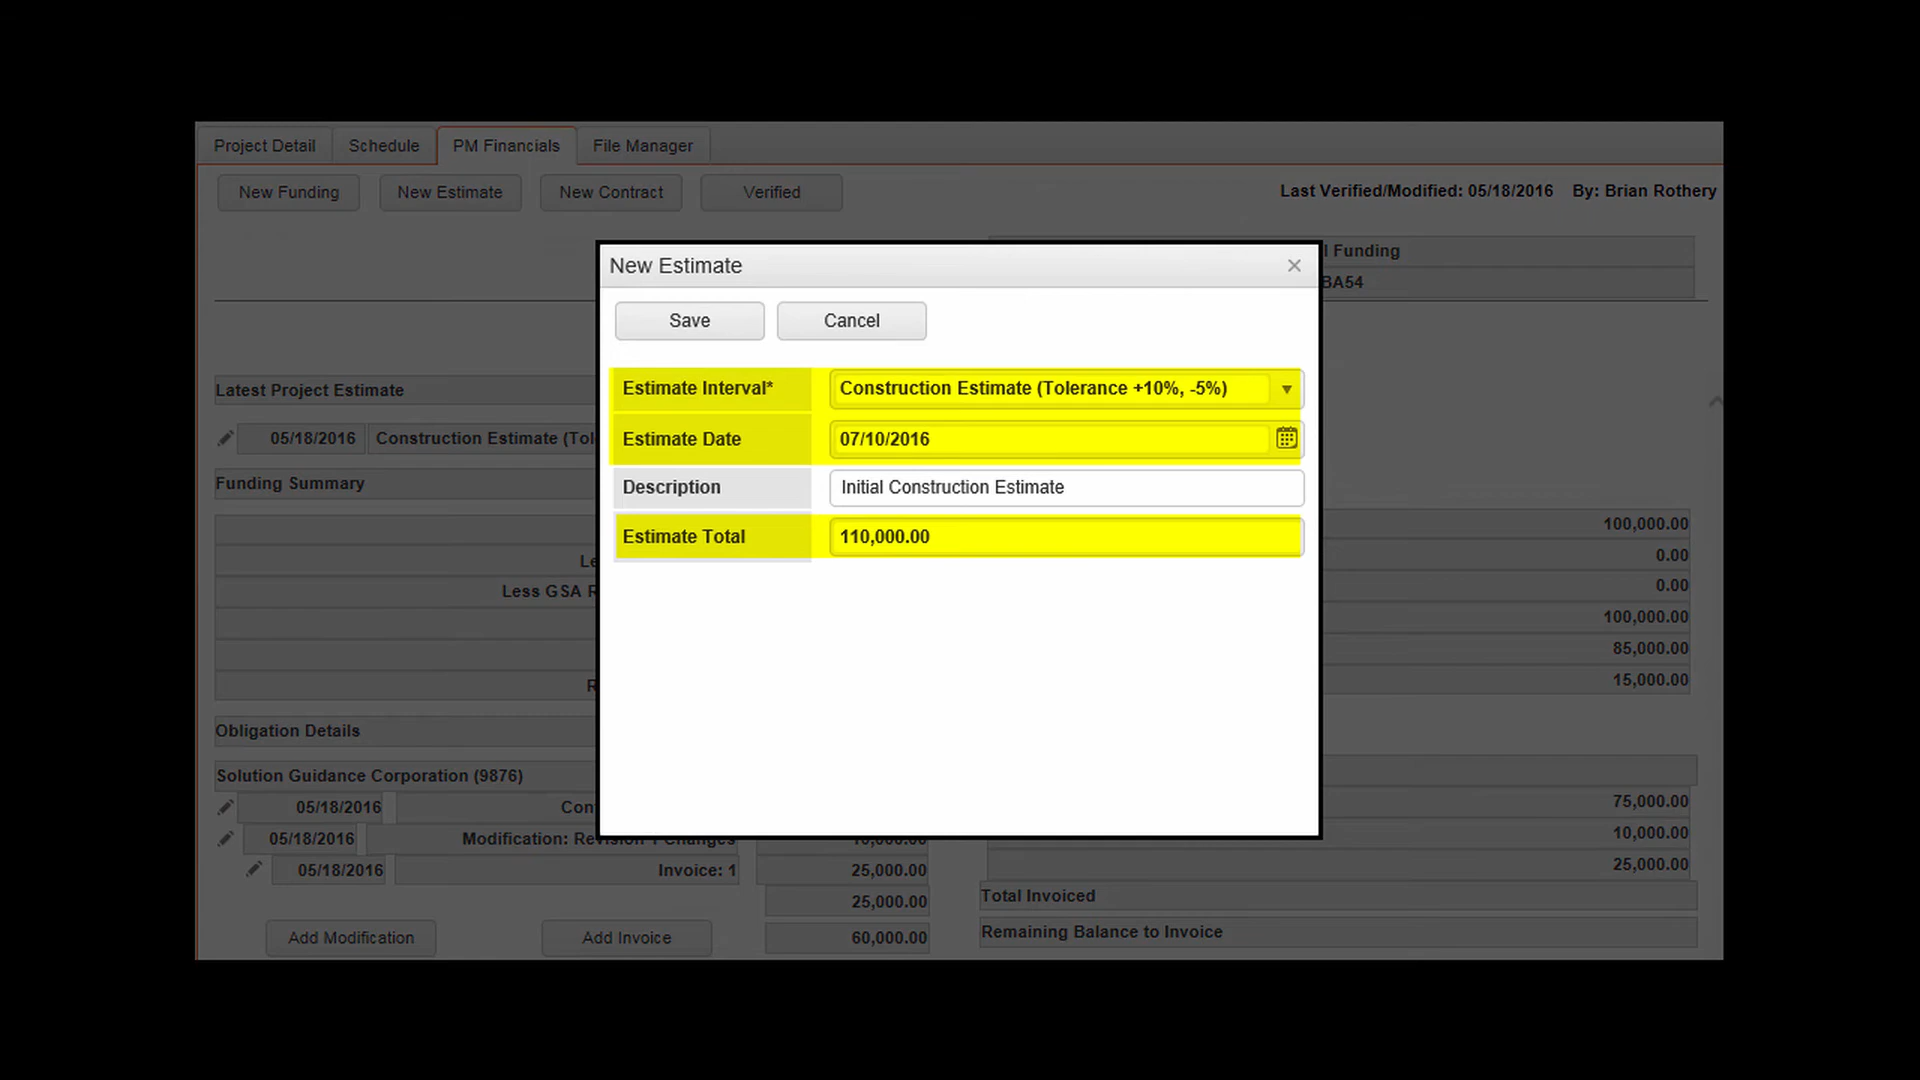 Project Detail Schedule PM Financials File Manager
New Funding New Estimate New Contract Verified Last Verified/Modified: 05/18/2016 By: Brian Rothery
Funding
BA54
New Estimate ×
Save Cancel
Estimate Interval* Construction Estimate (Tolerance +10%, -5%)
Estimate Date 07/10/2016
Description Initial Construction Estimate
Estimate Total 110,000.00
Latest Project Estimate
05/18/2016 Construction Estimate
Funding Summary
100,000.00
0.00
Less GSA 0.00
100,000.00
85,000.00
15,000.00
Obligation Details
Solution Guidance Corporation (9876)
05/18/2016 75,000.00
05/18/2016 Modification: Revision 1 Changes 10,000.00 10,000.00
05/18/2016 Invoice: 1 25,000.00 25,000.00
25,000.00 Total Invoiced
Add Modification Add Invoice 60,000.00 Remaining Balance to Invoice